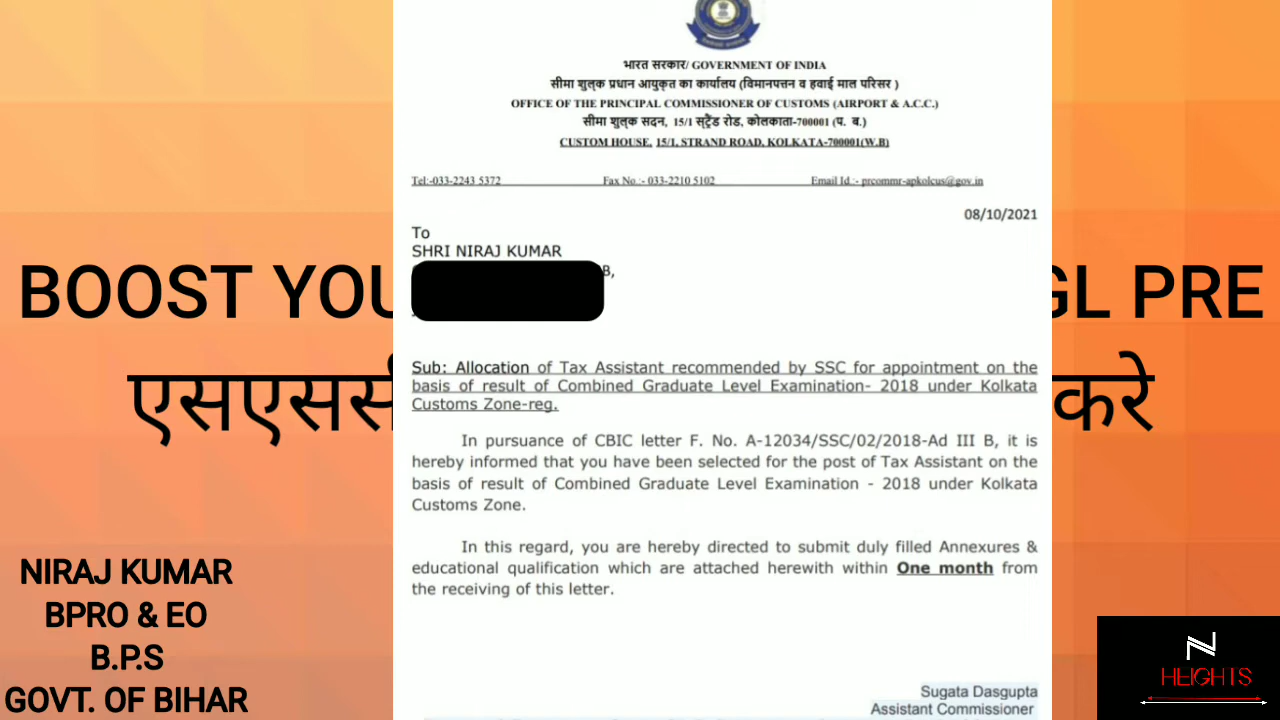 भारत सरकार/ GOVERNMENT OF INDIA
सीमा शुल्क प्रधान आयुक्त का कार्यालय (विमानपत्तन व हवाई माल परिसर )
OFFICE OF THE PRINCIPAL COMMISSIONER OF CUSTOMS (AIRPORT & A.C.C.)
सीमा शुल्क सदन, 15/1 स्ट्रैंड रोड, कोलकाता-700001 (प. ब.)
CUSTOM HOUSE, 15/1, STRAND ROAD, KOLKATA-700001(W.B)
Tel:-033-2243 5372 Fax No.:- 033-2210 5102 Email Id.:- prcommr-apkolcus@gov.in
08/10/2021
To
SHRI NIRAJ KUMAR
B,
BOOST YOU GL PRE
एसएससी करे
Sub: Allocation of Tax Assistant recommended by SSC for appointment on the
basis of result of Combined Graduate Level Examination- 2018 under Kolkata
Customs Zone-reg.
In pursuance of CBIC letter F. No. A-12034/SSC/02/2018-Ad III B, it is
hereby informed that you have been selected for the post of Tax Assistant on the
basis of result of Combined Graduate Level Examination - 2018 under Kolkata
Customs Zone.
In this regard, you are hereby directed to submit duly filled Annexures &
educational qualification which are attached herewith within One month from
the receiving of this letter.
Sugata Dasgupta
Assistant Commissioner
NIRAJ KUMAR
BPRO & EO
B.P.S
GOVT. OF BIHAR
N
HEIGHTS